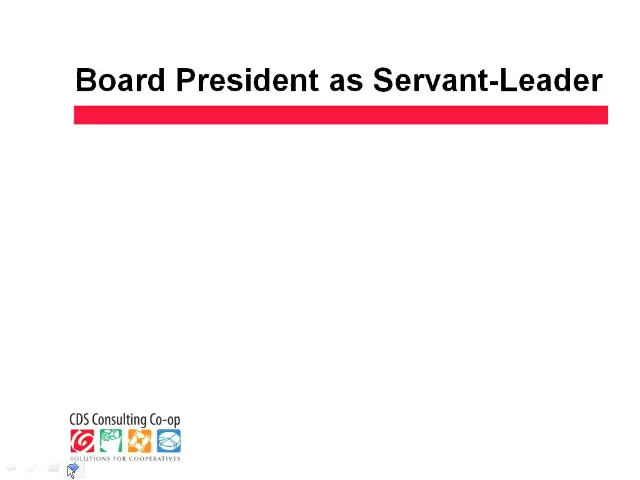 Board President as Servant-Leader
CDS Consulting Co-op
SOLUTIONS FOR COOPERATIVES